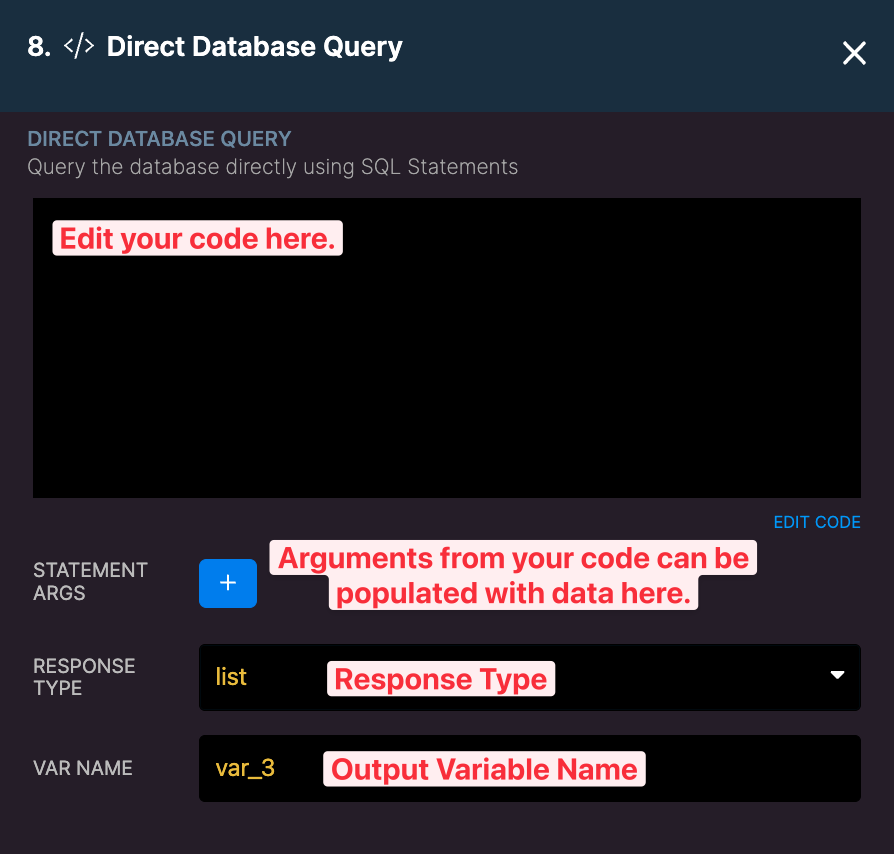 8. </> Direct Database Query
DIRECT DATABASE QUERY
Query the database directly using SQL Statements
Edit your code here.
EDIT CODE
STATEMENT
ARGS
+
Arguments from your code can be
populated with data here.
RESPONSE
TYPE
list
Response Type
VAR NAME
var_3
Output Variable Name